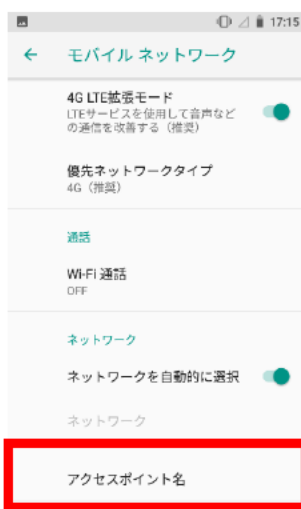 17:15
モバイル ネットワーク
4G LTE拡張モード
LTEサービスを使用して音声など
の通信を改善する（推奨）
優先ネットワークタイプ
4G（推奨）
通話
Wi-Fi 通話
OFF
ネットワーク
ネットワークを自動的に選択
ネットワーク
アクセスポイント名